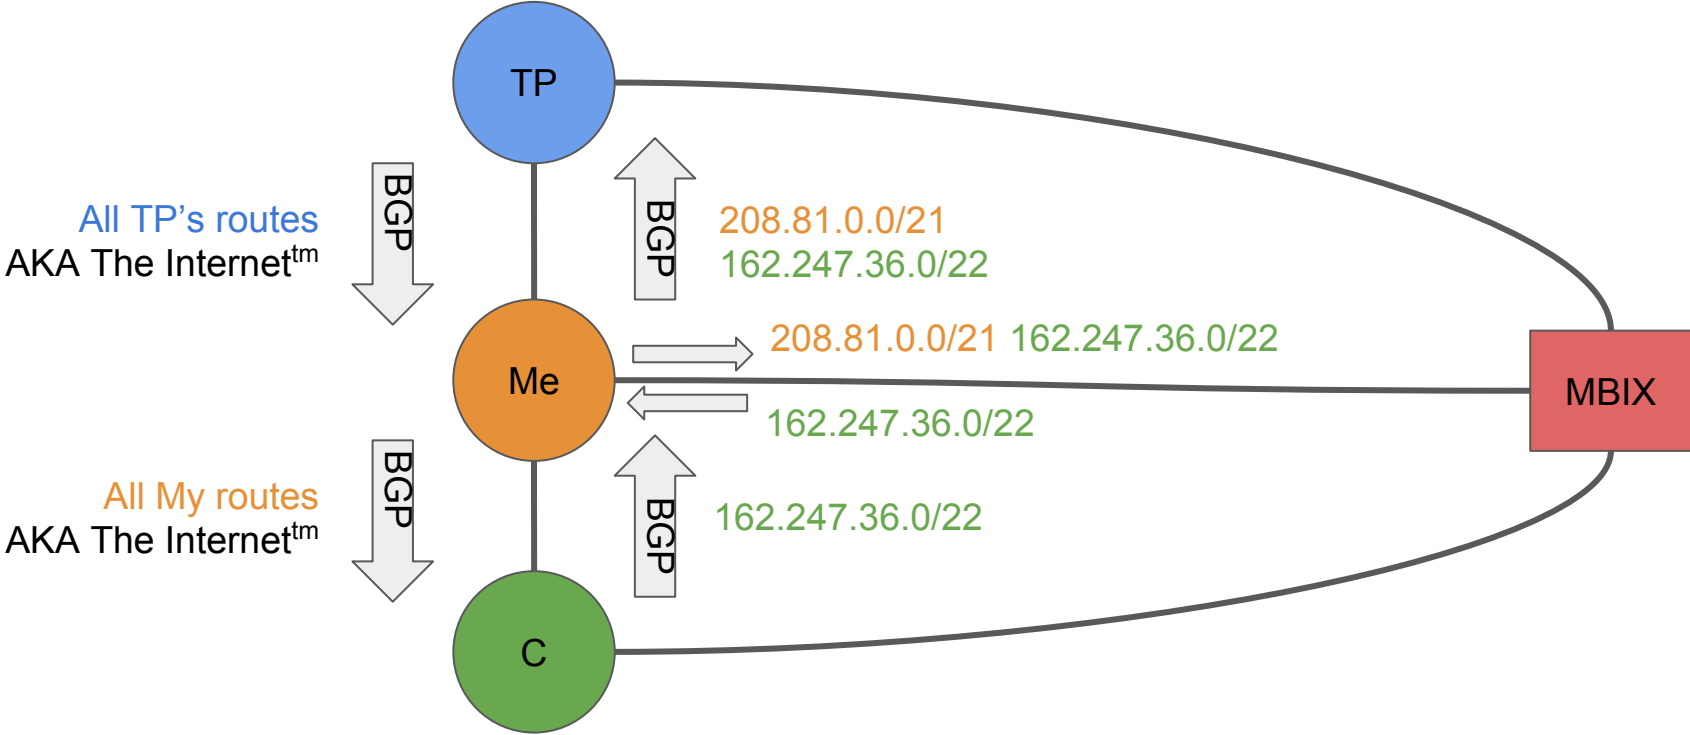 TP
BGP
All TP’s routes
AKA The Internet™
BGP
208.81.0.0/21
162.247.36.0/22
208.81.0.0/21 162.247.36.0/22
Me
MBIX
162.247.36.0/22
BGP
All My routes
AKA The Internet™
BGP
162.247.36.0/22
C